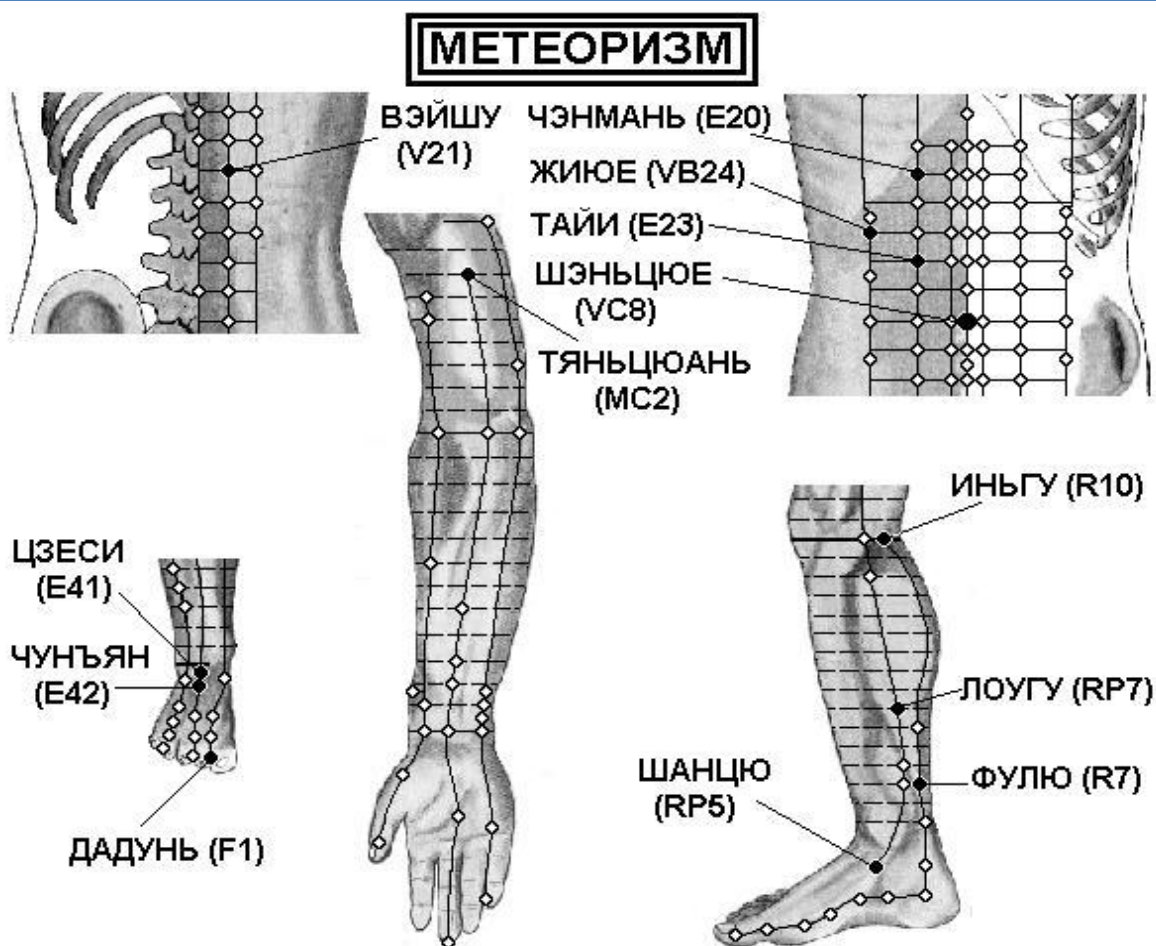 МЕТЕОРИЗМ
ВЭЙШУ
(V21)
ЧЭНМАНЬ (E20)
ЖИЮЕ (VB24)
ТАЙИ (E23)
ШЭНЬЦЮЕ
(VC8)
ТЯНЬЦЮАНЬ
(MC2)
ИНЬГУ (R10)
ЦЗЕСИ
(E41)
ЧУНЪЯН
(E42)
ЛОУГУ (RP7)
ШАНЦЮ
(RP5)
ФУЛЮ (R7)
ДАДУНЬ (F1)